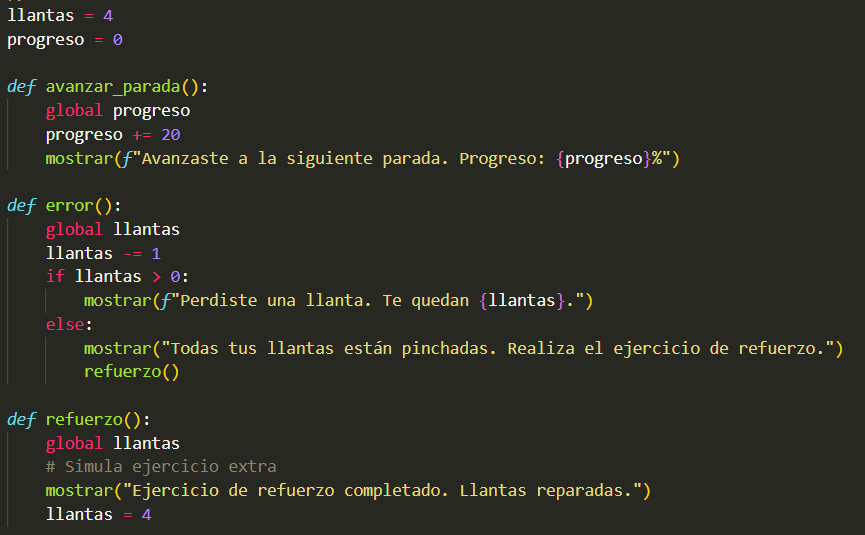 llantas = 4
progreso = 0
def avanzar_parada():
    global progreso
    progreso += 20
    mostrar(f"Avanzaste a la siguiente parada. Progreso: {progreso}%")
def error():
    global llantas
    llantas -= 1
    if llantas > 0:
        mostrar(f"Perdiste una llanta. Te quedan {llantas}.")
    else:
        mostrar("Todas tus llantas están pinchadas. Realiza el ejercicio de refuerzo.")
        refuerzo()
def refuerzo():
    global llantas
    # Simula ejercicio extra
    mostrar("Ejercicio de refuerzo completado. Llantas reparadas.")
    llantas = 4